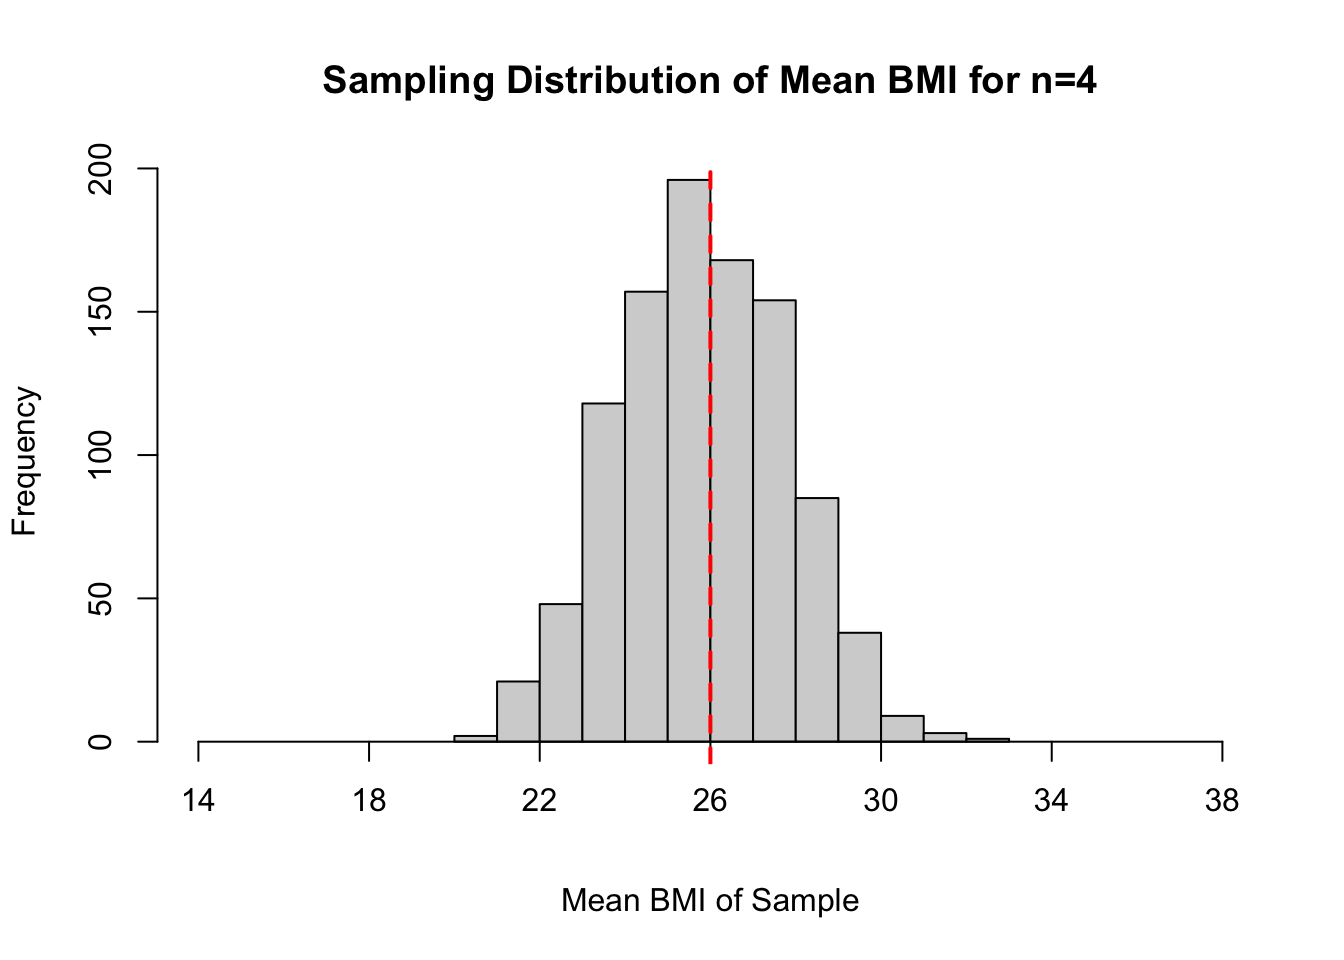 Sampling Distribution of Mean BMI for n=4
200
150
100
50
0
Frequency
14 18 22 26 30 34 38
Mean BMI of Sample